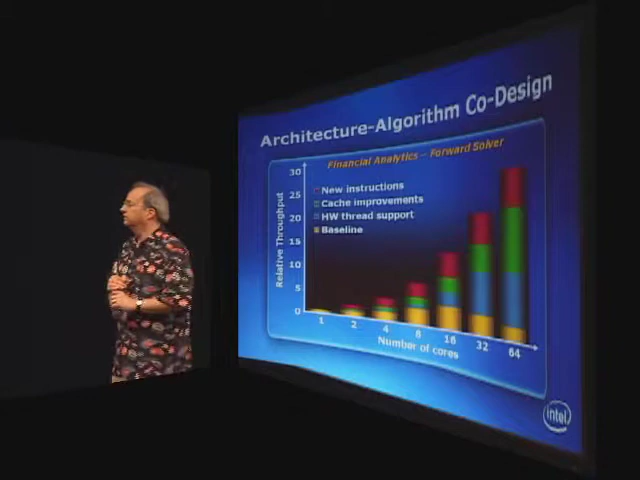 Architecture-Algorithm Co-Design
Financial Analytics – Forward Solver
30
25
20
15
10
5
0
Relative Throughput
New instructions
Cache improvements
HW thread support
Baseline
1 2 4 8 16 32 64
Number of cores
intel